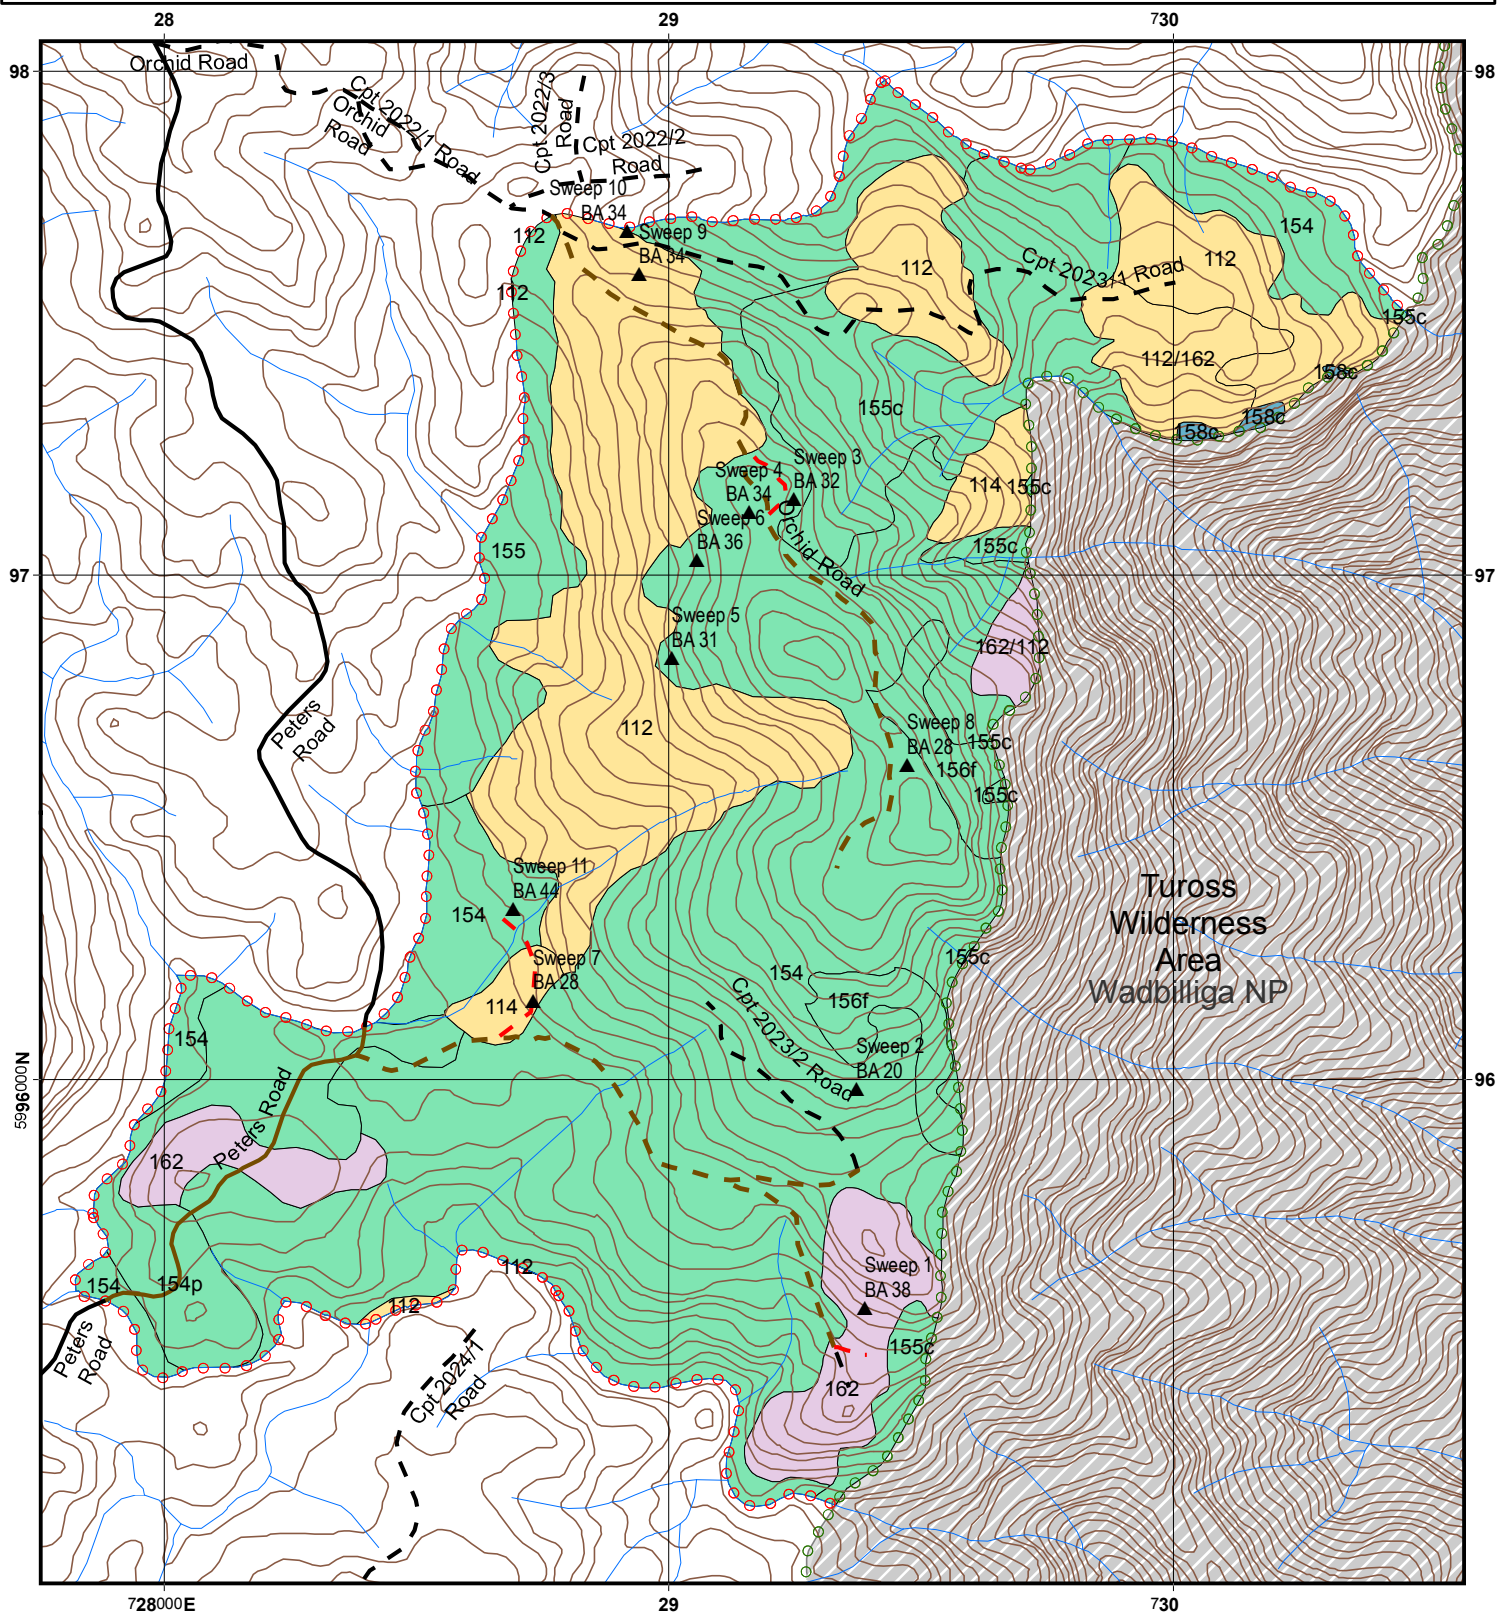 28
29
730
98
98
Orchid Road
Cpt 2022/1 Road
Orchid
Road
Cpt 2022/3
Road
Cpt 2022/2
Road
Sweep 10
BA 34
112
Sweep 9
BA 34
154
112
112
Cpt 2023/1 Road
112
155c
112/162
158c
155c
158c
158c
Sweep 3
BA 32
Sweep 4
BA 34
114
155c
Sweep 6
BA 36
Orchid Road
155
155c
97
97
Sweep 5
BA 31
162/112
Peters
Road
112
Sweep 8
BA 28
155c
156f
155c
Sweep 11
BA 44
154
Tuross
Wilderness
Area
Wadbilliga NP
155c
Sweep 7
BA 28
154
114
156f
Cpt 2023/2 Road
154
Sweep 2
BA 20
5996000N
96
Peters Road
162
Sweep 1
BA 38
112
154
154p
112
155c
Peters
Road
Cpt 2024/1
Road
162
728000E
29
730